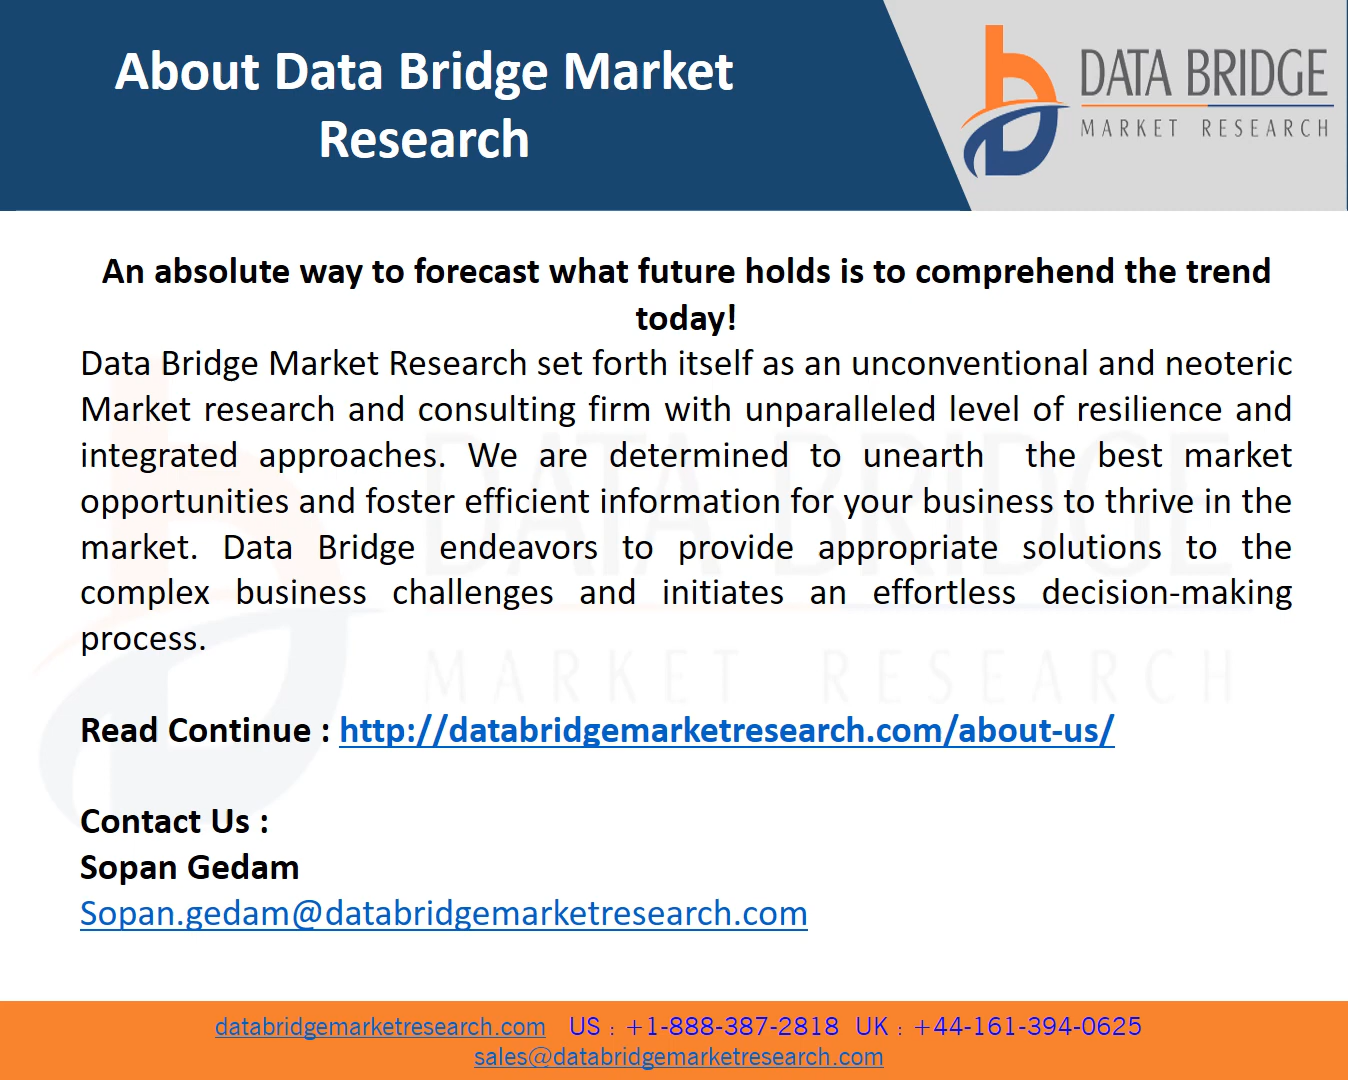 About Data Bridge Market
Research
DATA BRIDGE
MARKET RESEARCH
An absolute way to forecast what future holds is to comprehend the trend
today!
Data Bridge Market Research set forth itself as an unconventional and neoteric
Market research and consulting firm with unparalleled level of resilience and
integrated approaches. We are determined to unearth the best market
opportunities and foster efficient information for your business to thrive in the
market. Data Bridge endeavors to provide appropriate solutions to the
complex business challenges and initiates an effortless decision-making
process.
DATA BRIDGE
MARKET RESEARCH
Read Continue : http://databridgemarketresearch.com/about-us/
Contact Us :
Sopan Gedam
Sopan.gedam@databridgemarketresearch.com
databridgemarketresearch.com US : +1-888-387-2818 UK : +44-161-394-0625
sales@databridgemarketresearch.com